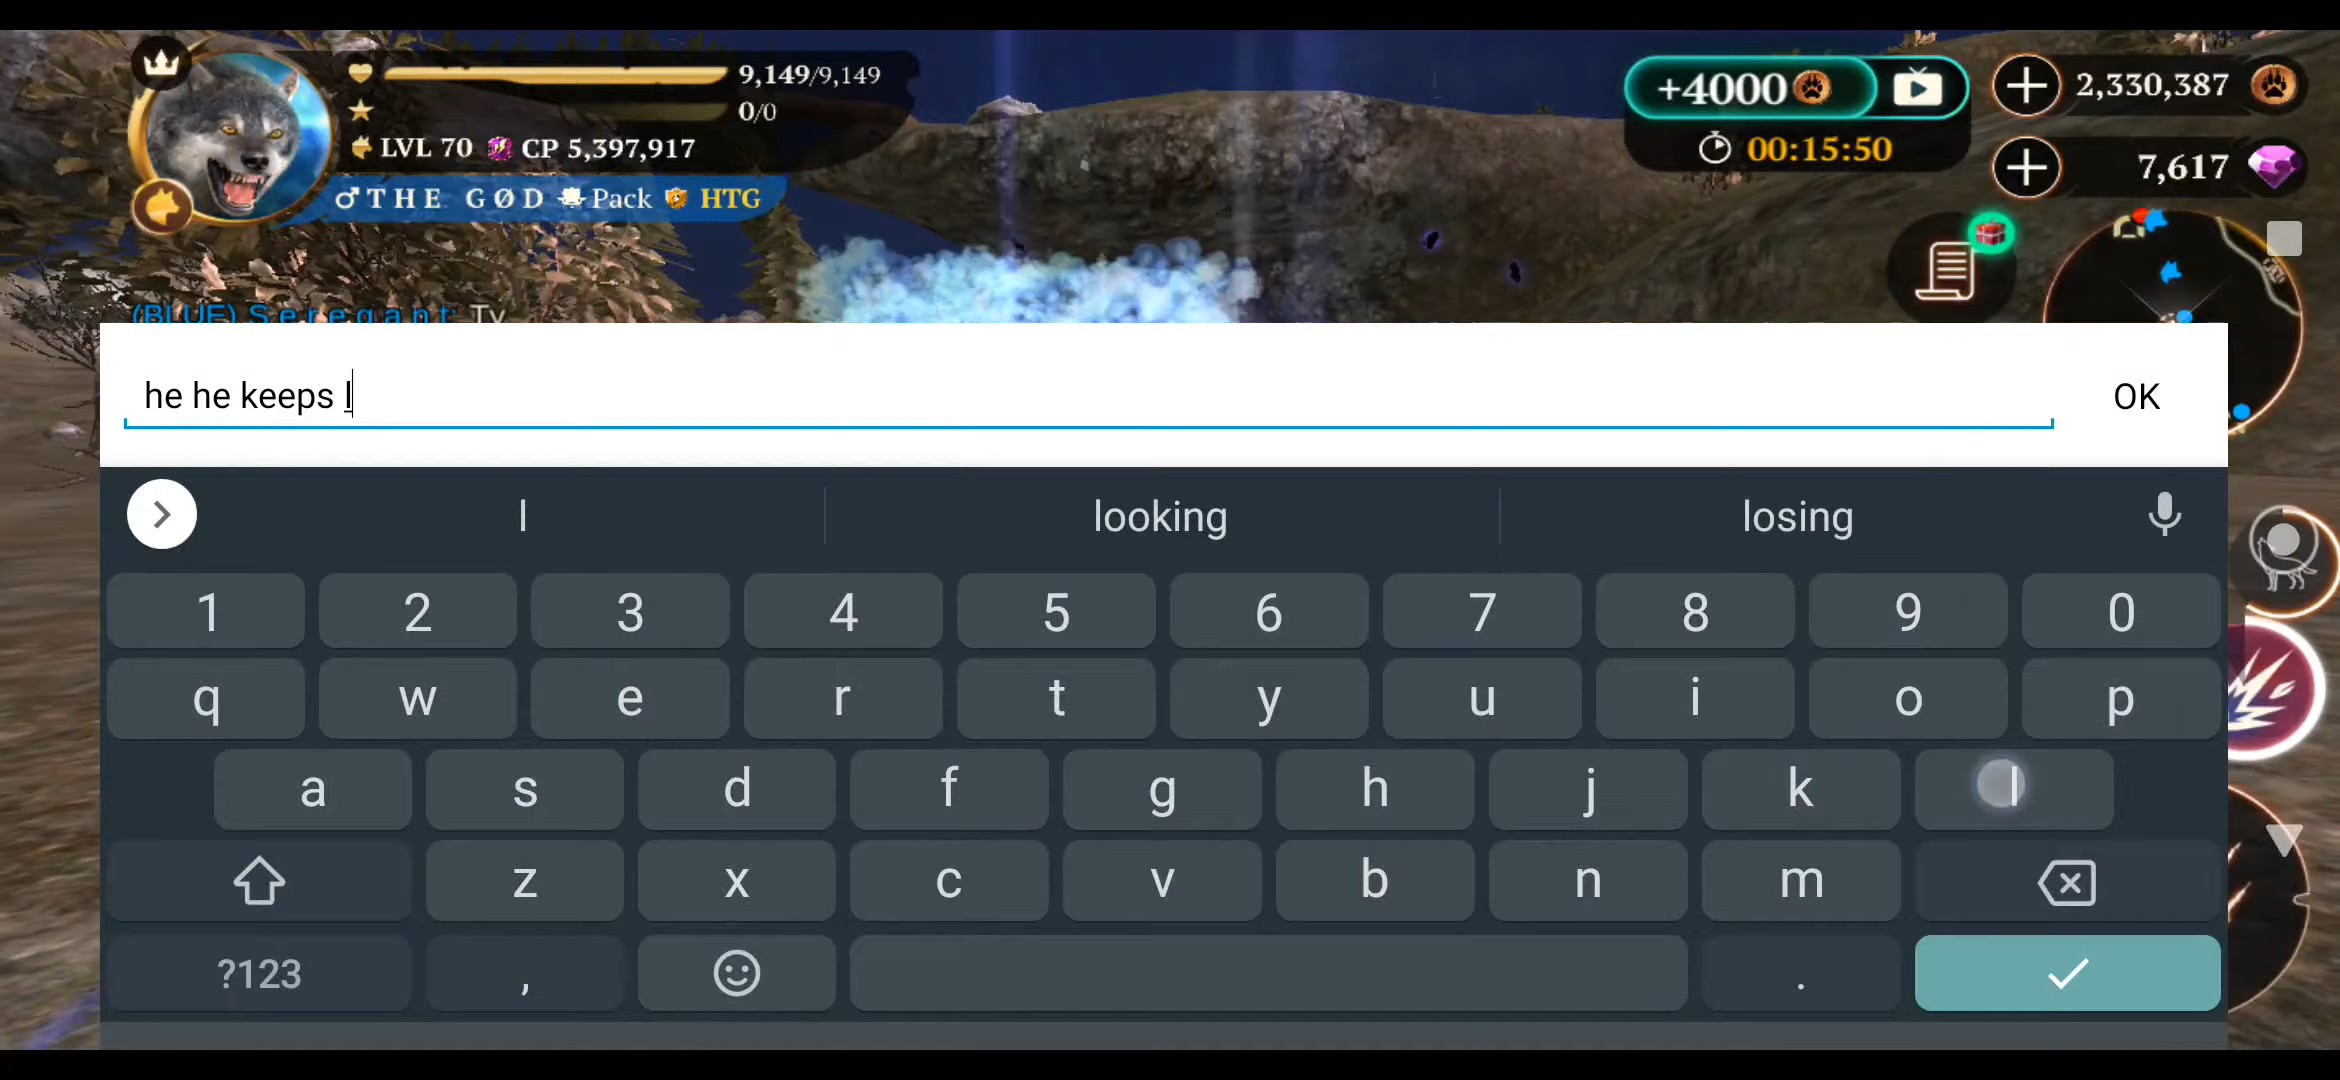 9,149/9,149
0/0
LVL 70 CP 5,397,917
♂THE GØD Pack HTG
+4000
00:15:50
2,330,387
7,617
(BLUE) S e r e g a n t: Ty
he he keeps l
OK
l looking losing
1 2 3 4 5 6 7 8 9 0
q w e r t y u i o p
a s d f g h j k l
z x c v b n m
?123 , .